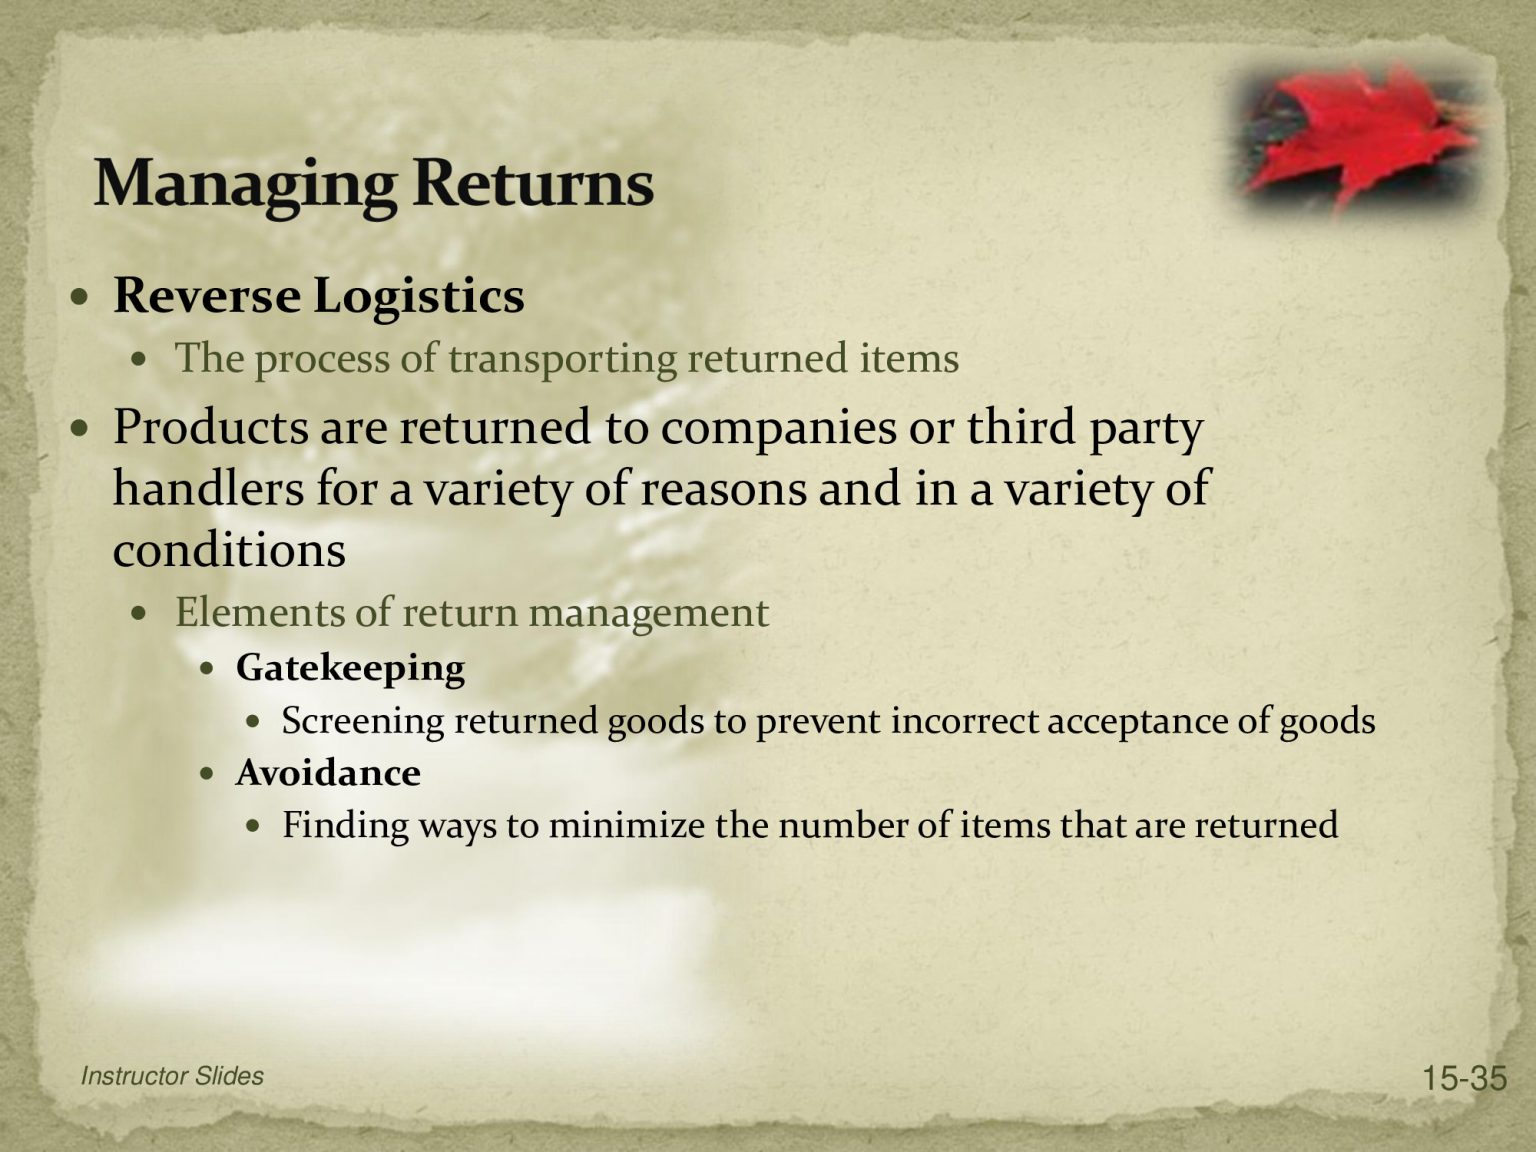 Managing Returns
Reverse Logistics
The process of transporting returned items
Products are returned to companies or third party
handlers for a variety of reasons and in a variety of
conditions
Elements of return management
Gatekeeping
Screening returned goods to prevent incorrect acceptance of goods
Avoidance
Finding ways to minimize the number of items that are returned
Instructor Slides
15-35